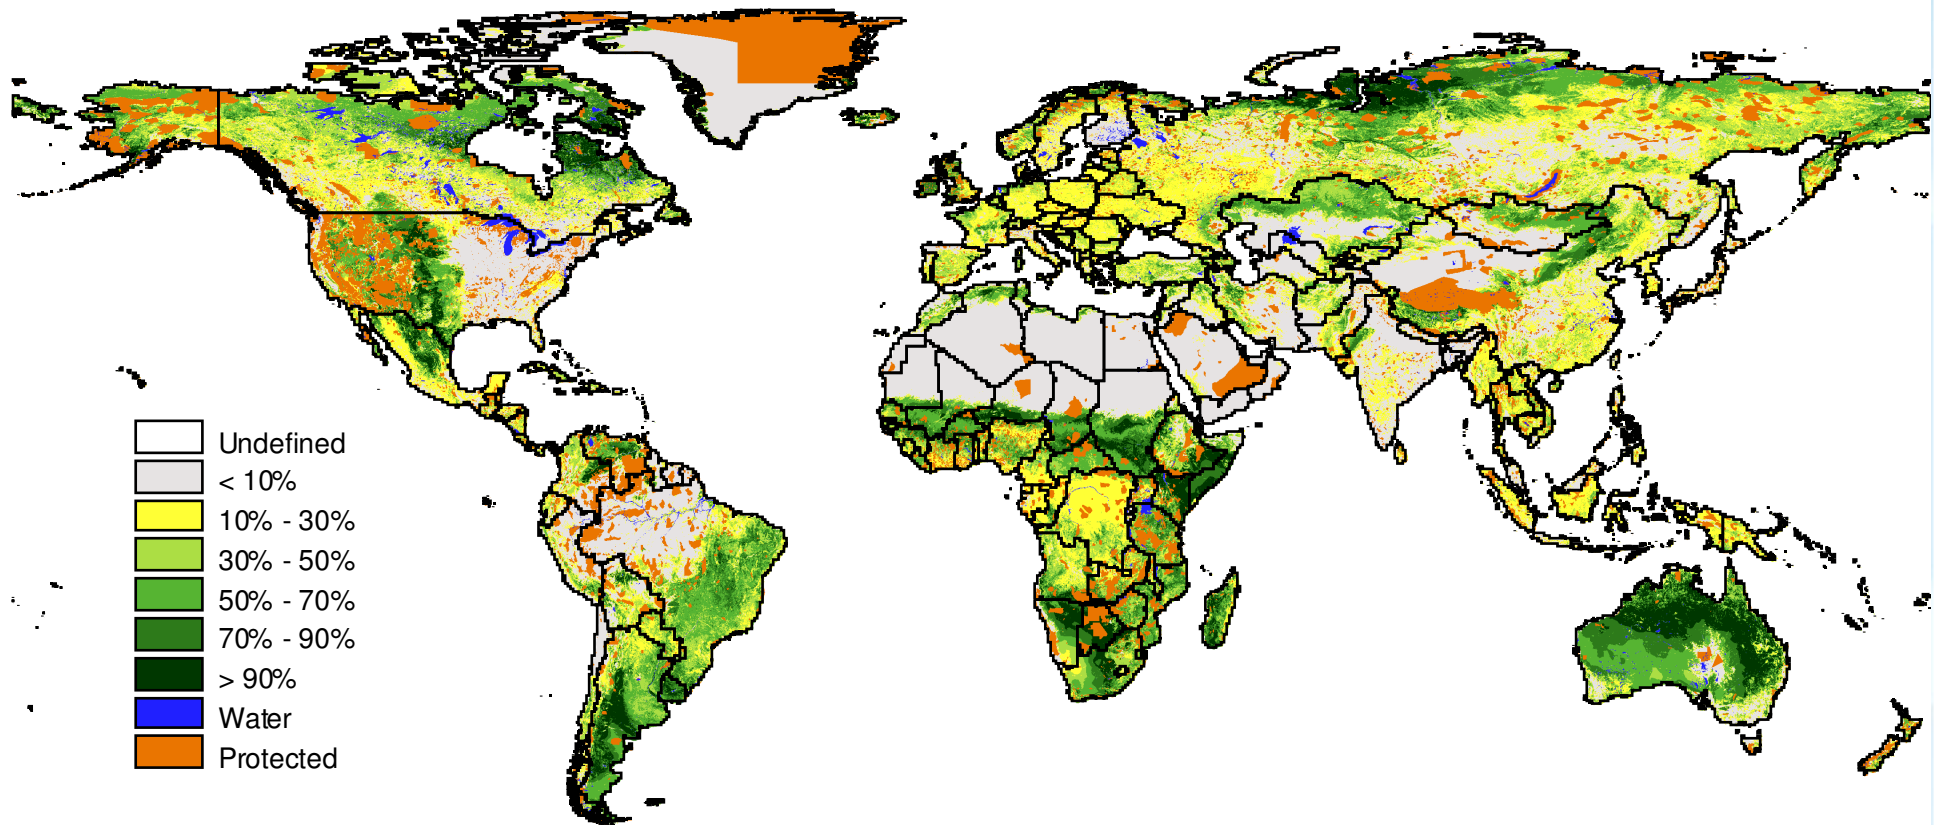 Undefined
< 10%
10% - 30%
30% - 50%
50% - 70%
70% - 90%
> 90%
Water
Protected